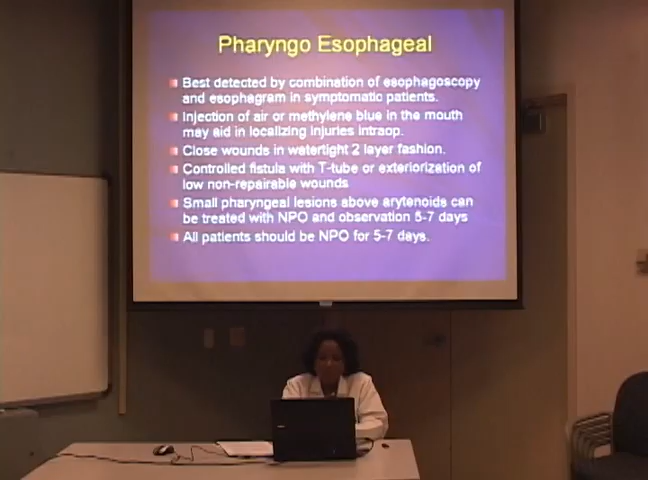 Pharyngo Esophageal
Best detected by combination of esophagoscopy
and esophagram in symptomatic patients.
Injection of air or methylene blue in the mouth
may aid in localizing injuries intraop.
Close wounds in watertight 2 layer fashion.
Controlled fistula with T-tube or exteriorization of
low non-repairable wounds
Small pharyngeal lesions above arytenoids can
be treated with NPO and observation 5-7 days
All patients should be NPO for 5-7 days.